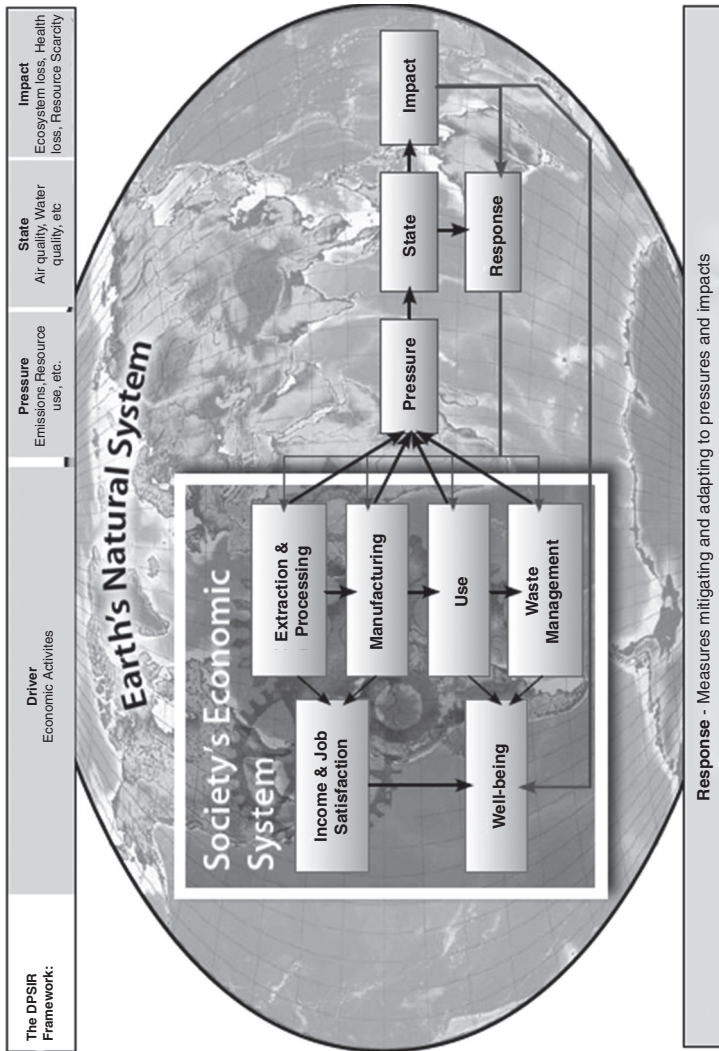 The DPSIR
Framework:
Driver
Economic Activites
Pressure
Emissions,Resource
use, etc.
State
Air quality, Water
quality, etc
Impact
Ecosystem loss, Health
loss, Resource Scarcity
Earth's Natural System
Society's Economic
System
Income & Job
Satisfaction
Well-being
Extraction &
Processing
Manufacturing
Use
Waste
Management
Pressure
State
Impact
Response
Response - Measures mitigating and adapting to pressures and impacts